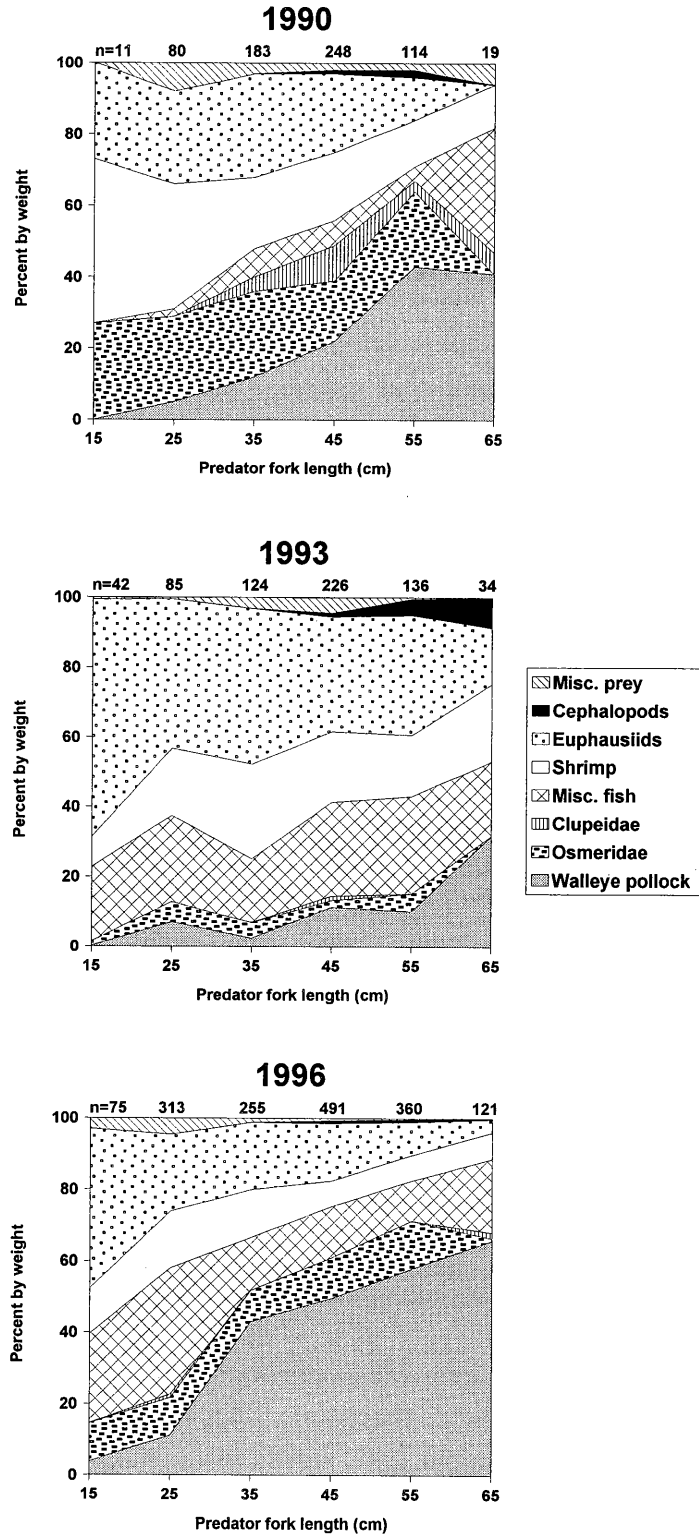 1990
n=11 80 183 248 114 19
100
80
60
40
20
0
Percent by weight
15 25 35 45 55 65
Predator fork length (cm)
1993
n=42 85 124 226 136 34
100
80
60
40
20
0
Percent by weight
15 25 35 45 55 65
Predator fork length (cm)
Misc. prey
Cephalopods
Euphausiids
Shrimp
Misc. fish
Clupeidae
Osmeridae
Walleye pollock
1996
n=75 313 255 491 360 121
100
80
60
40
20
0
Percent by weight
15 25 35 45 55 65
Predator fork length (cm)